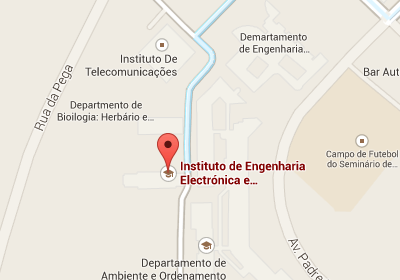 Instituto De
Telecomunicações
Demartamento
de Engenharia...
Bar Aut
Rua da Pega
Departmento de
Bioilogia: Herbário e...
Instituto de Engenharia
Electrónica e...
Campo de Futebol
do Seminário de...
Av. Padre
Departamento de
Ambiente e Ordenamento